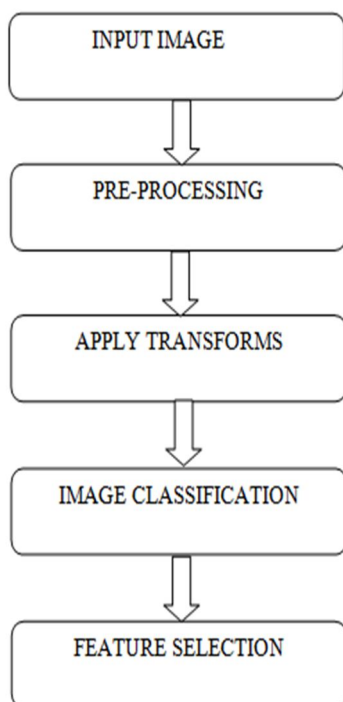 INPUT IMAGE
PRE-PROCESSING
APPLY TRANSFORMS
IMAGE CLASSIFICATION
FEATURE SELECTION